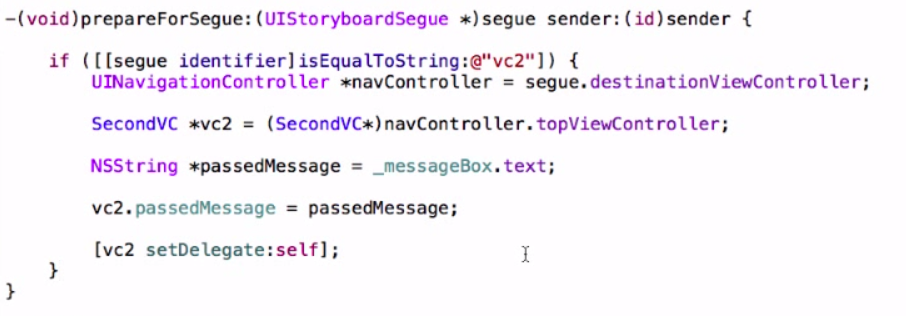 -(void)prepareForSegue:(UIStoryboardSegue *)segue sender:(id)sender {
if ([[segue identifier]isEqualToString:@"vc2"]) {
UINavigationController *navController = segue.destinationViewController;
SecondVC *vc2 = (SecondVC*)navController.topViewController;
NSString *passedMessage = _messageBox.text;
vc2.passedMessage = passedMessage;
[vc2 setDelegate:self];
}
}